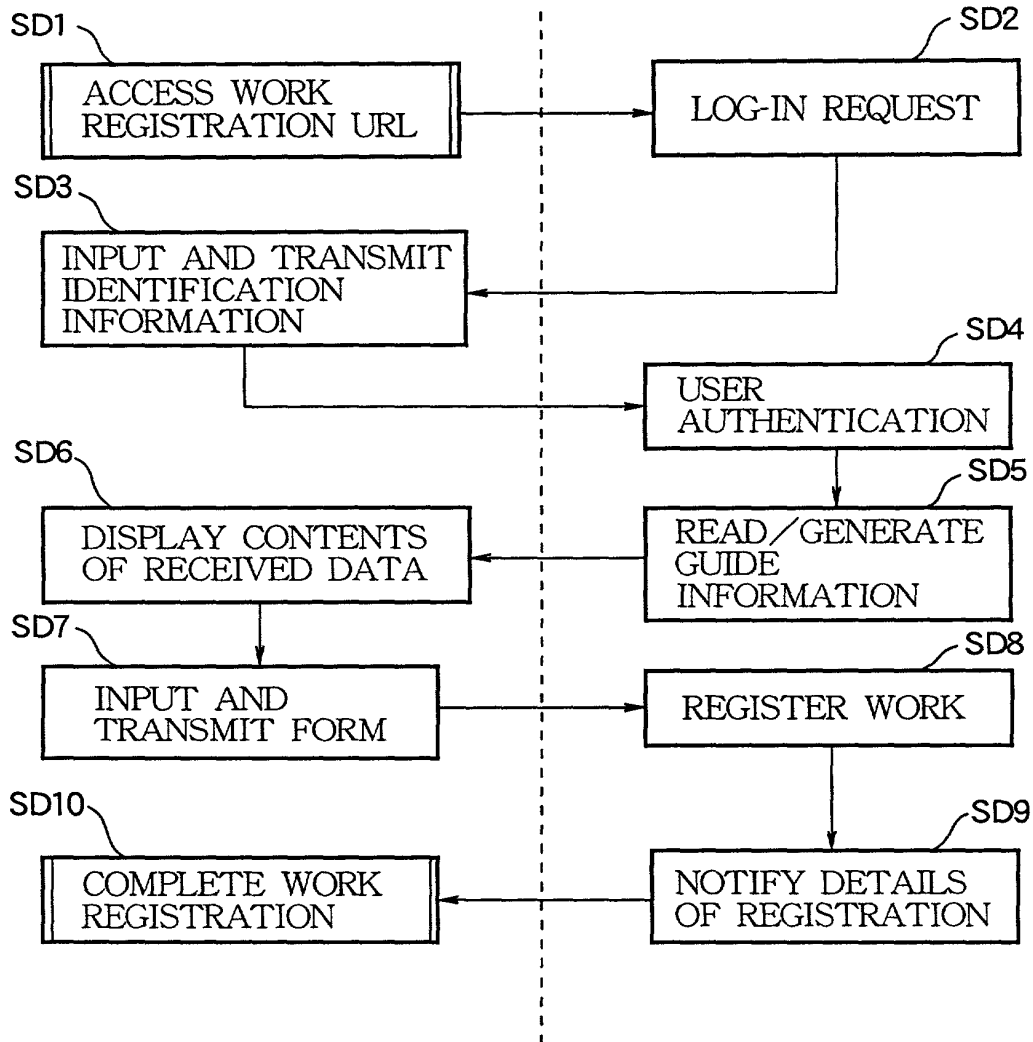 SD1
ACCESS WORK
REGISTRATION URL
SD2
LOG-IN REQUEST
SD3
INPUT AND TRANSMIT
IDENTIFICATION
INFORMATION
SD4
USER
AUTHENTICATION
SD5
READ/GENERATE
GUIDE
INFORMATION
SD6
DISPLAY CONTENTS
OF RECEIVED DATA
SD7
INPUT AND
TRANSMIT FORM
SD8
REGISTER WORK
SD9
NOTIFY DETAILS
OF REGISTRATION
SD10
COMPLETE WORK
REGISTRATION